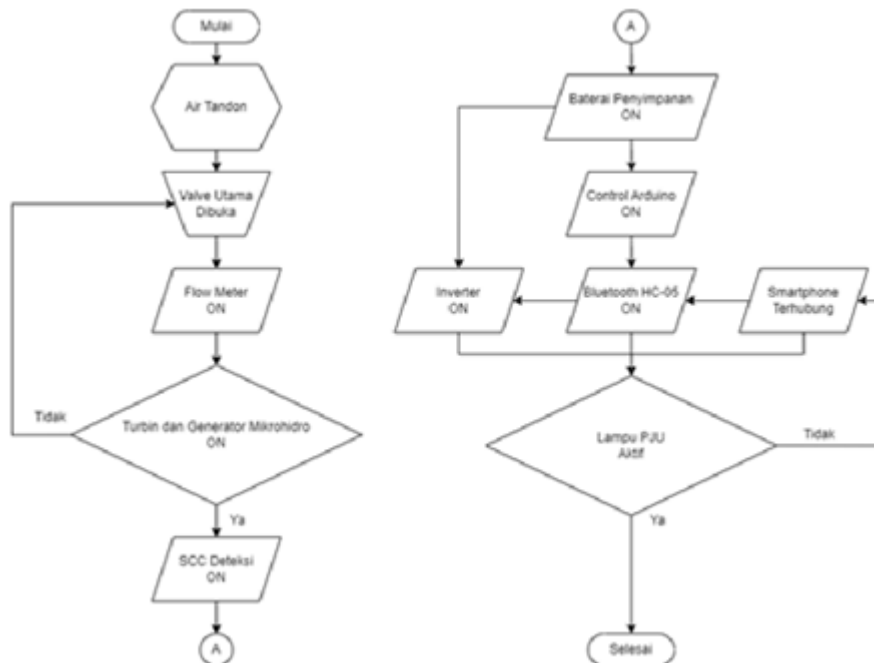 Mulai
Air Tandon
Valve Utama
Dibuka
Flow Meter
ON
Tidak
Turbin dan Generator Mikrohidro
ON
Ya
SCC Deteksi
ON
A
A
Baterai Penyimpanan
ON
Control Arduino
ON
Inverter
ON
Bluetooth HC-05
ON
Smartphone
Terhubung
Lampu PJU
Aktif
Tidak
Ya
Selesai